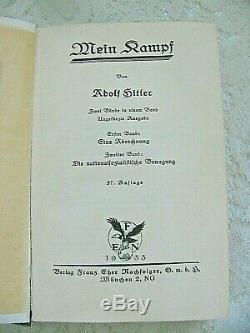 Mein Kampf
Von
Adolf Hitler
Zwei Bände in einem Band
Ungekürzte Ausgabe
Erster Band:
Eine Abrechnung
Zweiter Band:
Die nationalsozialistische Bewegung
37. Auflage
F
E N
1933
Verlag Franz Eher Nachfolger, G. m. b. H.
München 2, NO